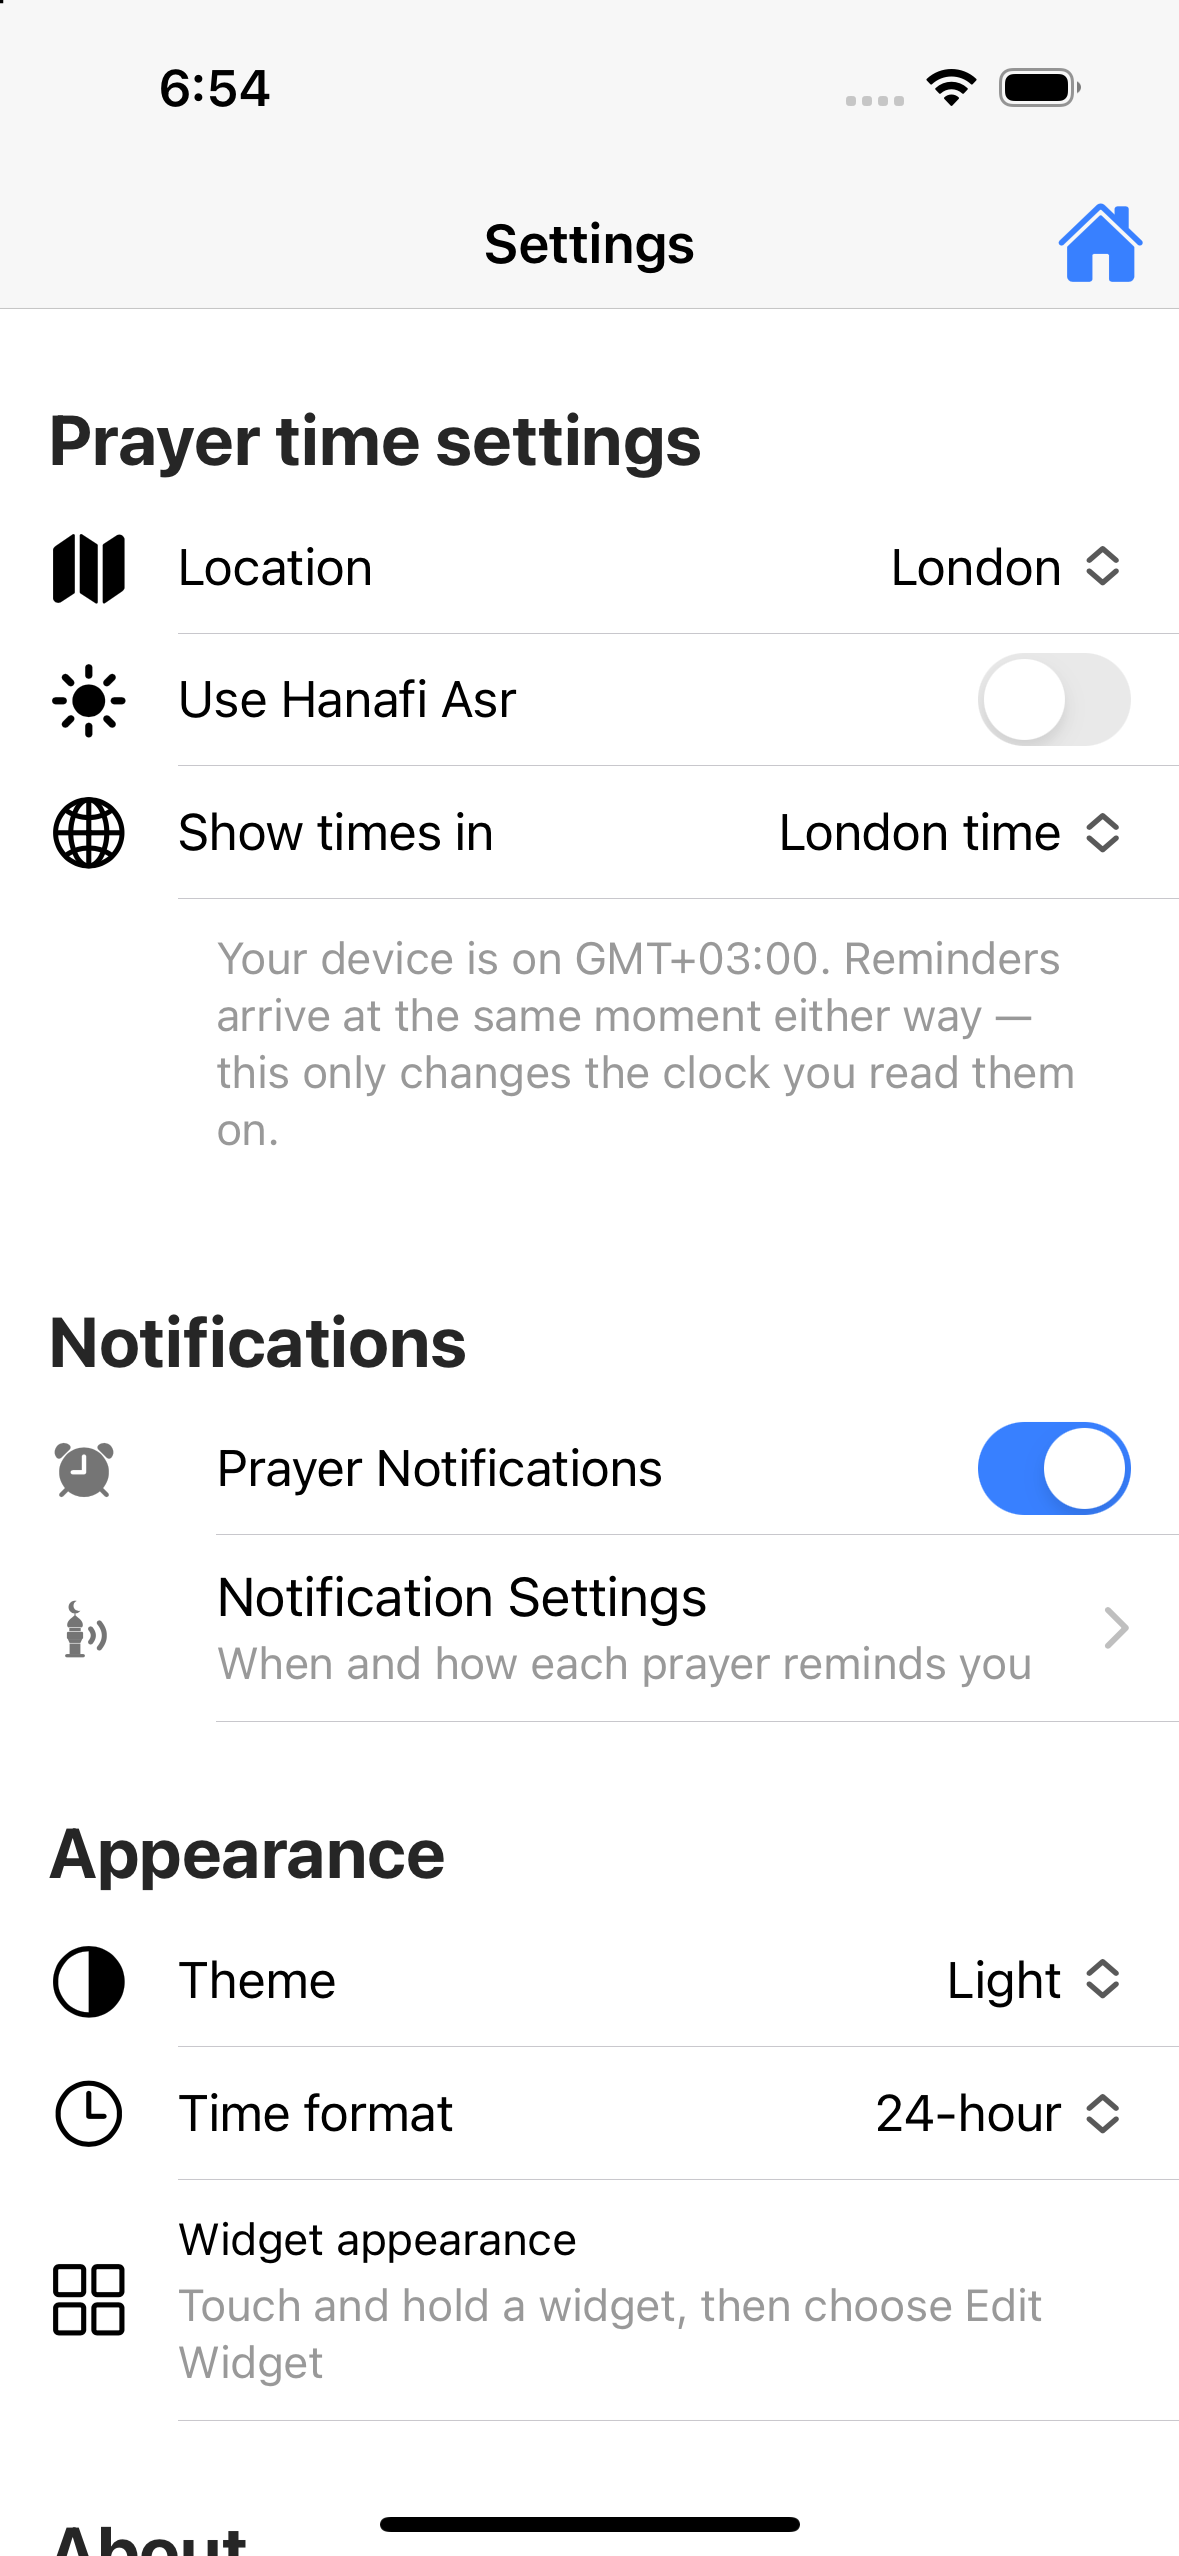 6:54
Settings
Prayer time settings
Location London
Use Hanafi Asr
Show times in London time
Your device is on GMT+03:00. Reminders
arrive at the same moment either way —
this only changes the clock you read them
on.
Notifications
Prayer Notifications
Notification Settings
When and how each prayer reminds you
Appearance
Theme Light
Time format 24-hour
Widget appearance
Touch and hold a widget, then choose Edit
Widget
About